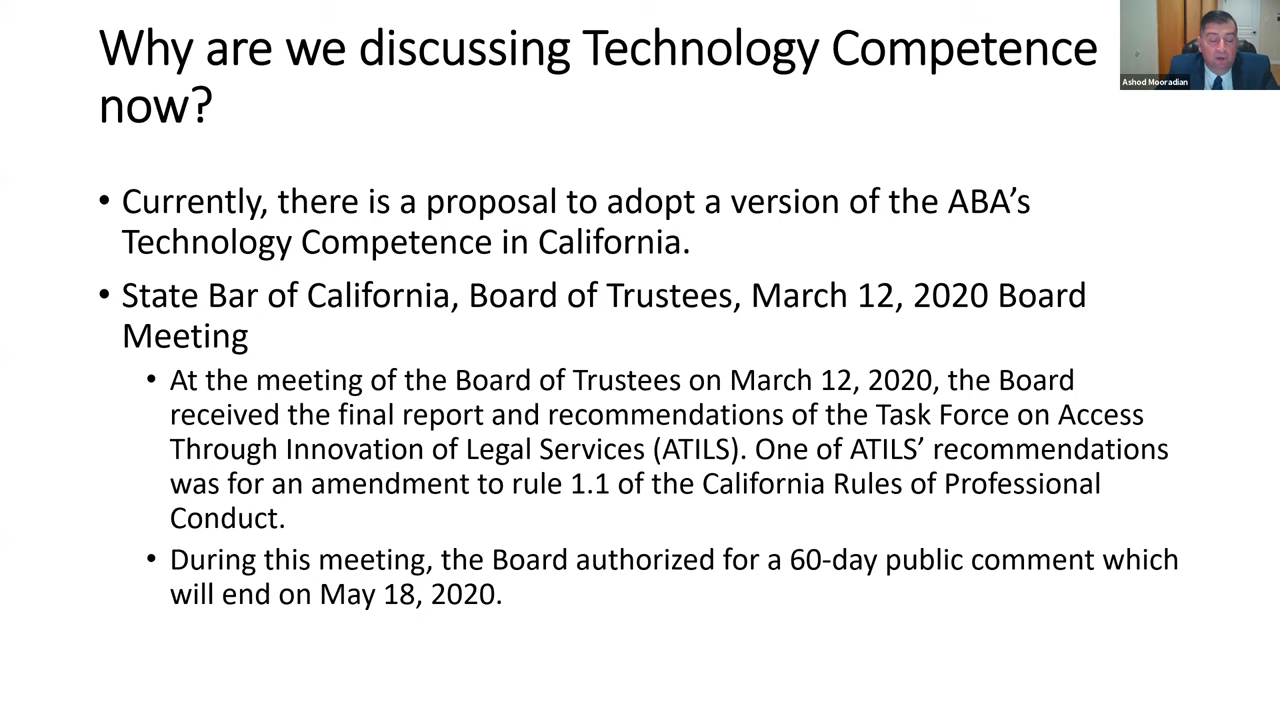 Why are we discussing Technology Competence
now?
Ashod Mooradian
• Currently, there is a proposal to adopt a version of the ABA’s
Technology Competence in California.
• State Bar of California, Board of Trustees, March 12, 2020 Board
Meeting
• At the meeting of the Board of Trustees on March 12, 2020, the Board
received the final report and recommendations of the Task Force on Access
Through Innovation of Legal Services (ATILS). One of ATILS’ recommendations
was for an amendment to rule 1.1 of the California Rules of Professional
Conduct.
• During this meeting, the Board authorized for a 60-day public comment which
will end on May 18, 2020.